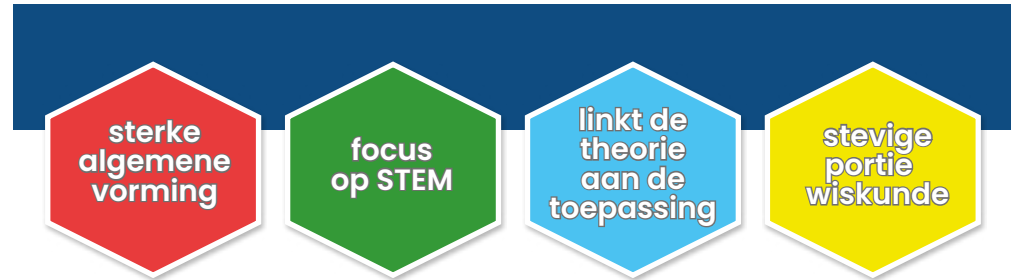 sterke
algemene
vorming
focus
op STEM
linkt de
theorie
aan de
toepassing
stevige
portie
wiskunde